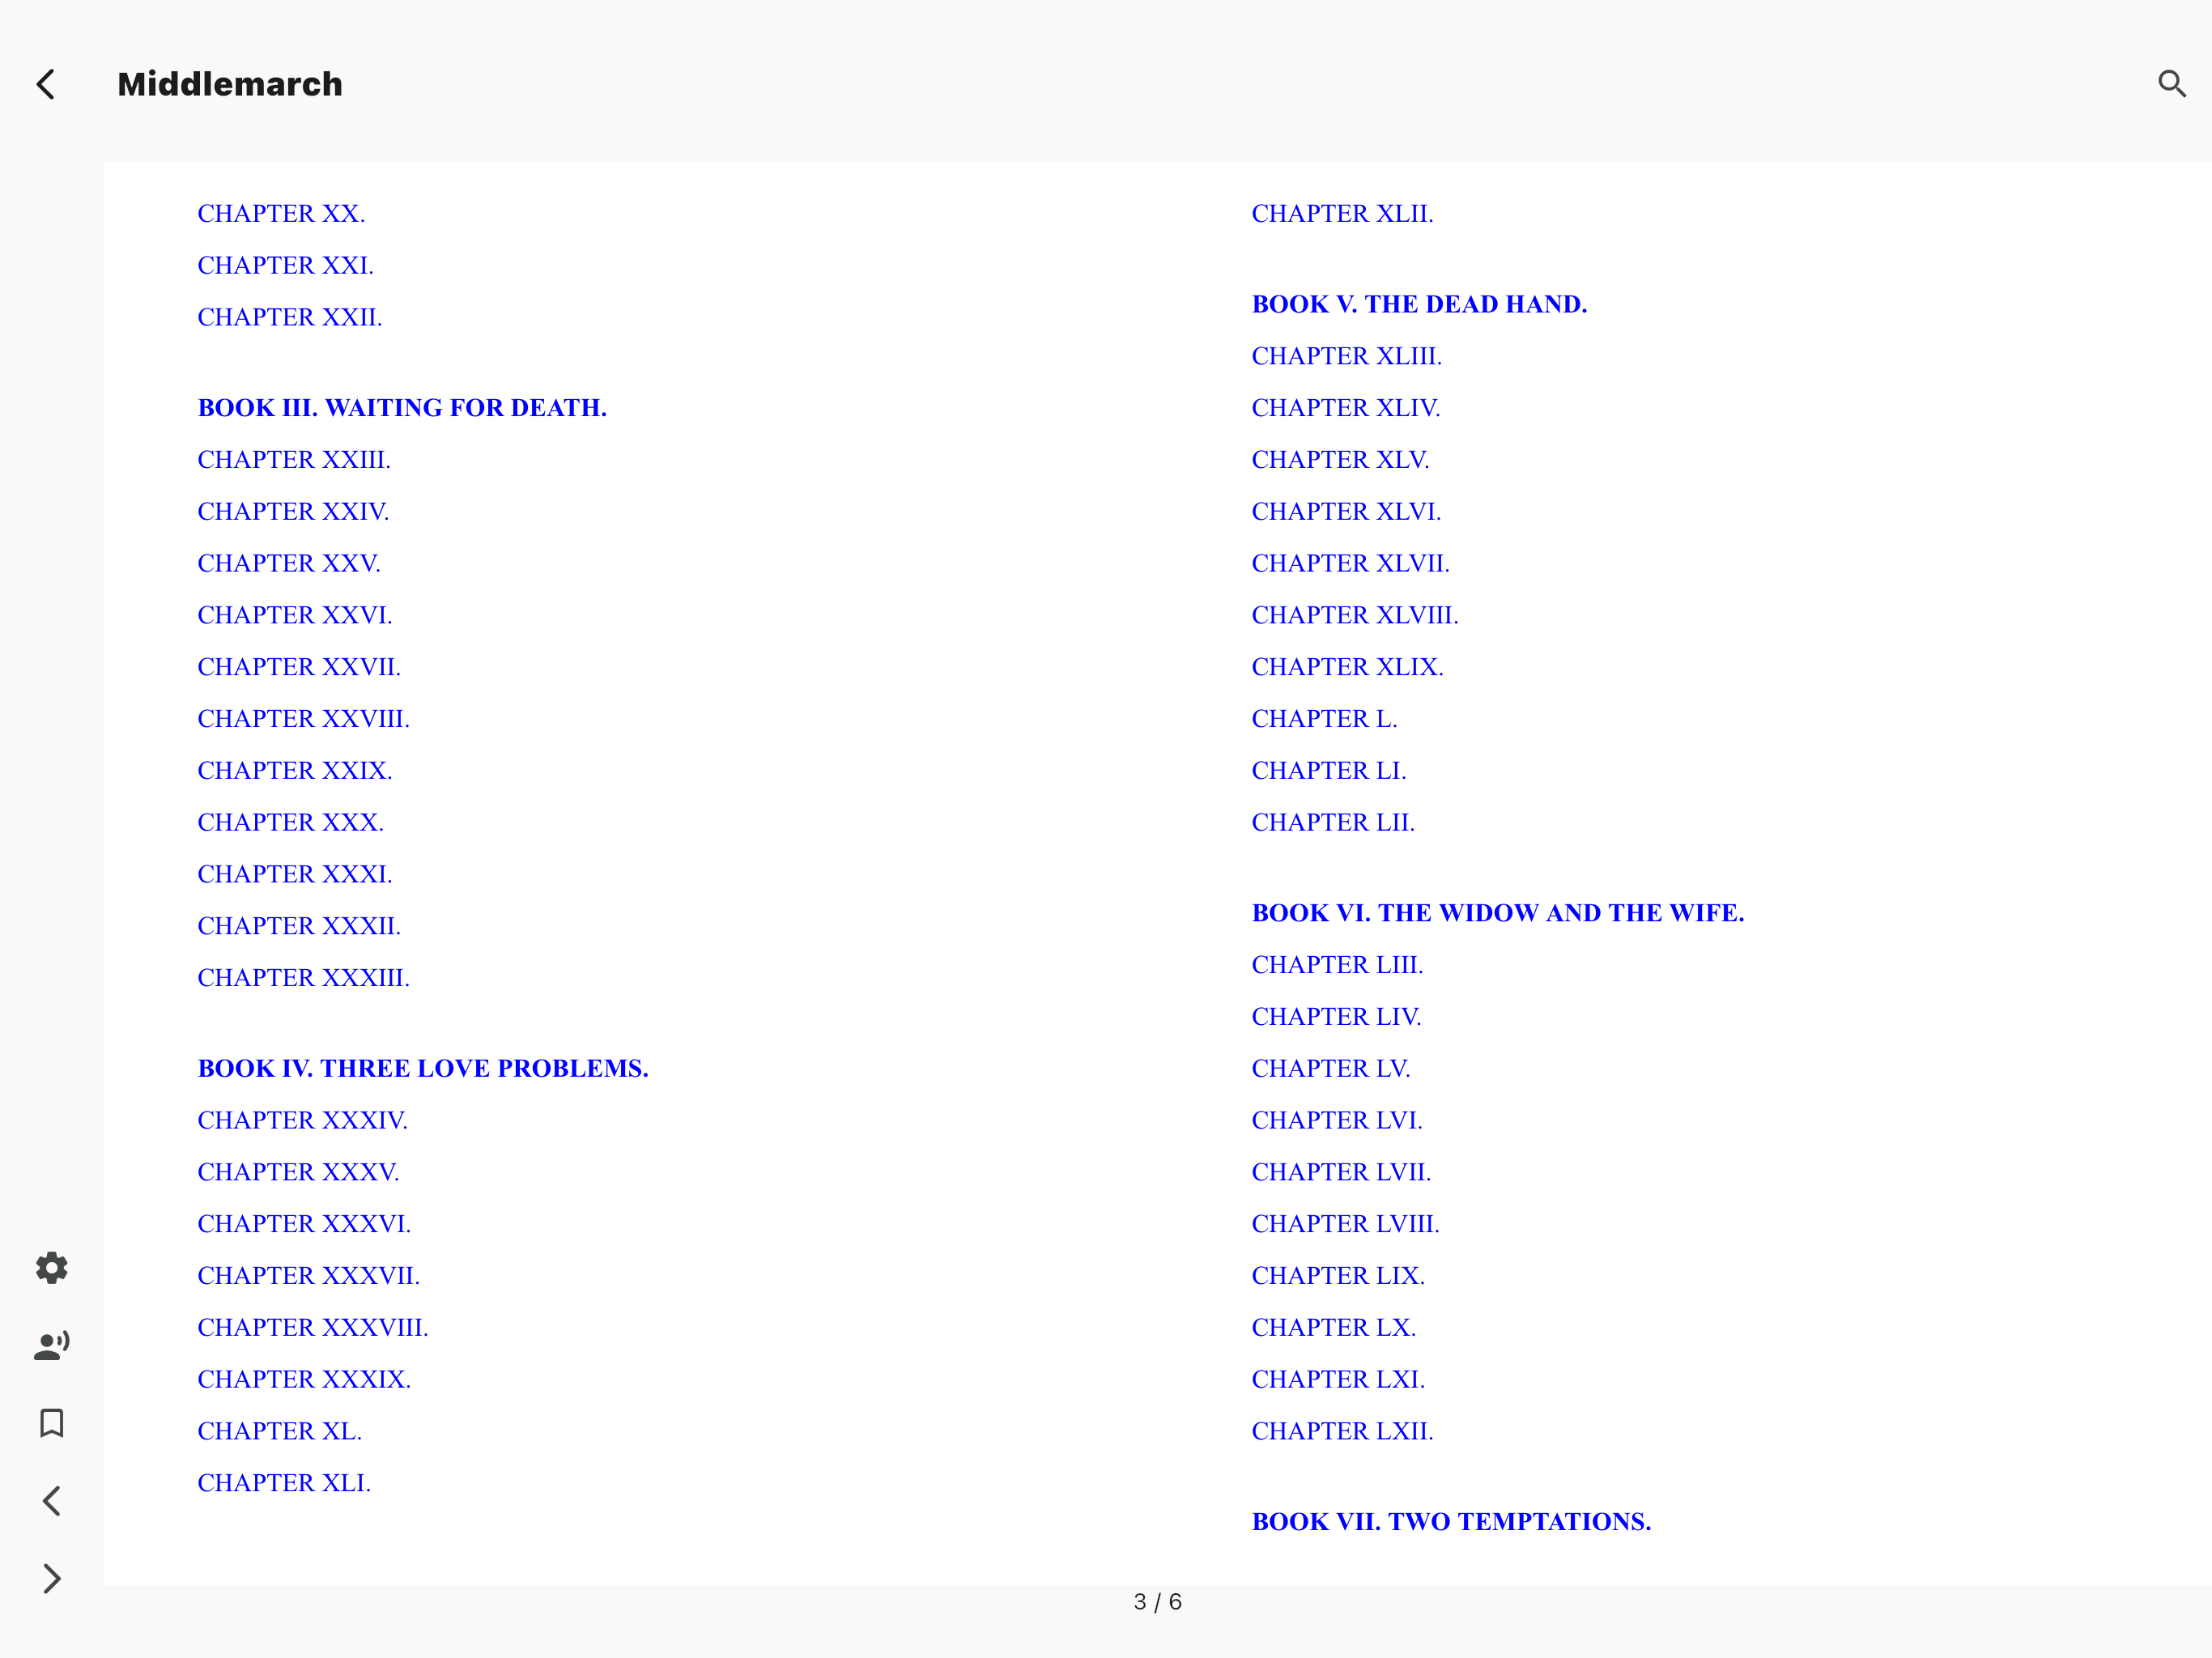 Middlemarch
CHAPTER XX.
CHAPTER XXI.
CHAPTER XXII.
BOOK III. WAITING FOR DEATH.
CHAPTER XXIII.
CHAPTER XXIV.
CHAPTER XXV.
CHAPTER XXVI.
CHAPTER XXVII.
CHAPTER XXVIII.
CHAPTER XXIX.
CHAPTER XXX.
CHAPTER XXXI.
CHAPTER XXXII.
CHAPTER XXXIII.
BOOK IV. THREE LOVE PROBLEMS.
CHAPTER XXXIV.
CHAPTER XXXV.
CHAPTER XXXVI.
CHAPTER XXXVII.
CHAPTER XXXVIII.
CHAPTER XXXIX.
CHAPTER XL.
CHAPTER XLI.
CHAPTER XLII.
BOOK V. THE DEAD HAND.
CHAPTER XLIII.
CHAPTER XLIV.
CHAPTER XLV.
CHAPTER XLVI.
CHAPTER XLVII.
CHAPTER XLVIII.
CHAPTER XLIX.
CHAPTER L.
CHAPTER LI.
CHAPTER LII.
BOOK VI. THE WIDOW AND THE WIFE.
CHAPTER LIII.
CHAPTER LIV.
CHAPTER LV.
CHAPTER LVI.
CHAPTER LVII.
CHAPTER LVIII.
CHAPTER LIX.
CHAPTER LX.
CHAPTER LXI.
CHAPTER LXII.
BOOK VII. TWO TEMPTATIONS.
3 / 6